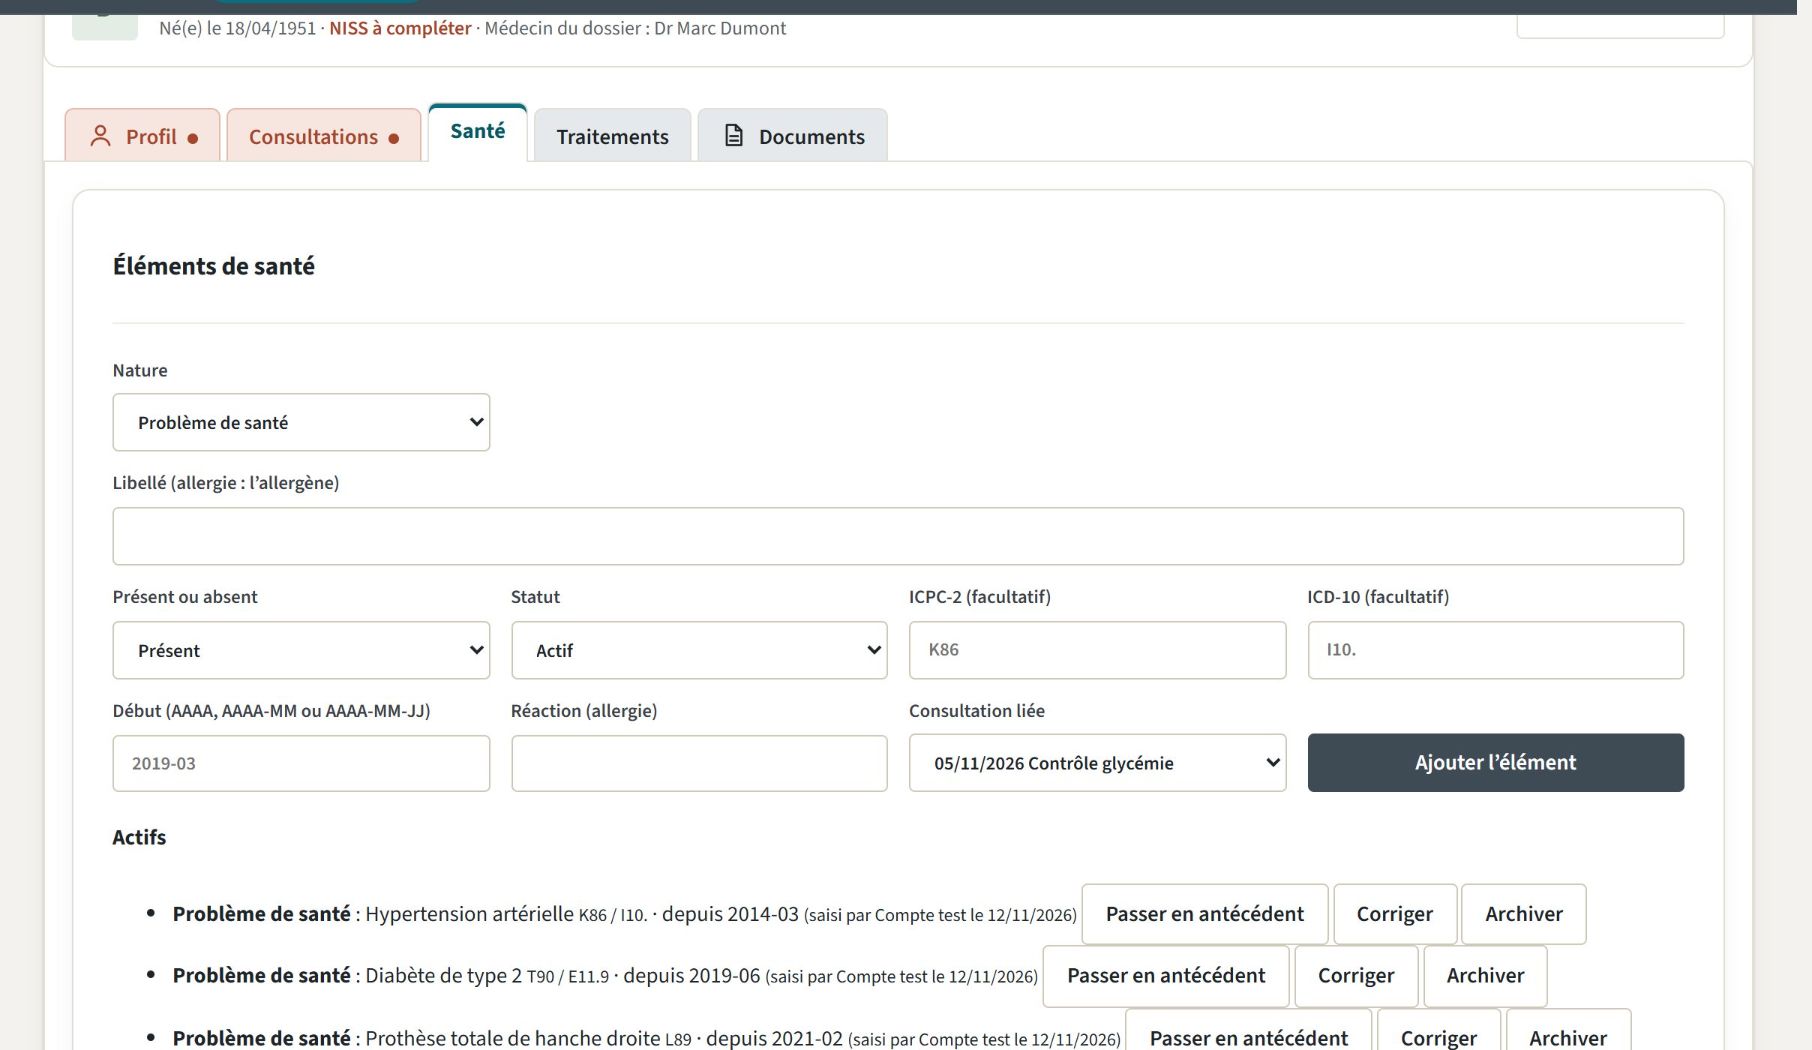 Né(e) le 18/04/1951 · NISS à compléter · Médecin du dossier : Dr Marc Dumont
Profil Consultations Santé Traitements Documents
Éléments de santé
Nature
Problème de santé
Libellé (allergie : l’allergène)
Présent ou absent Statut ICPC-2 (facultatif) ICD-10 (facultatif)
Présent Actif K86 I10.
Début (AAAA, AAAA-MM ou AAAA-MM-JJ) Réaction (allergie) Consultation liée
2019-03 05/11/2026 Contrôle glycémie Ajouter l’élément
Actifs
• Problème de santé : Hypertension artérielle K86 / I10. · depuis 2014-03 (saisi par Compte test le 12/11/2026) Passer en antécédent Corriger Archiver
• Problème de santé : Diabète de type 2 T90 / E11.9 · depuis 2019-06 (saisi par Compte test le 12/11/2026) Passer en antécédent Corriger Archiver
• Problème de santé : Prothèse totale de hanche droite L89 · depuis 2021-02 (saisi par Compte test le 12/11/2026) Passer en antécédent Corriger Archiver